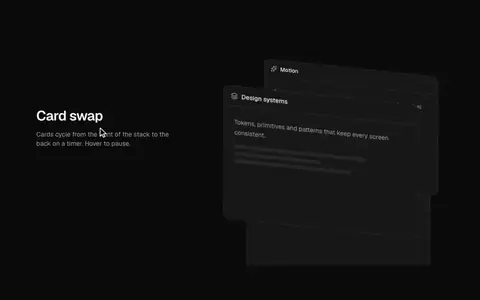 Motion
Design systems
Card swap
Cards cycle from the front of the stack to the
back on a timer. Hover to pause.
Tokens, primitives and patterns that keep every screen
consistent.